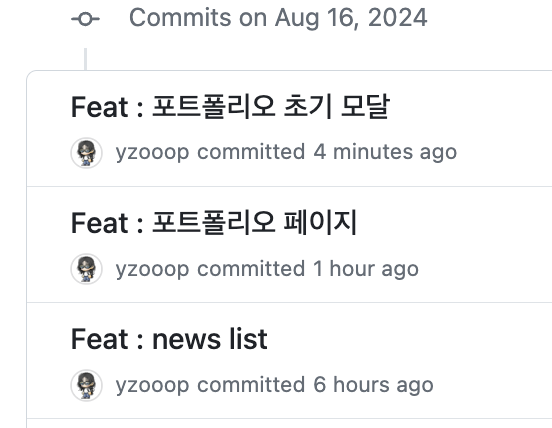 Commits on Aug 16, 2024
Feat : 포트폴리오 초기 모달
yzooop committed 4 minutes ago
Feat : 포트폴리오 페이지
yzooop committed 1 hour ago
Feat : news list
yzooop committed 6 hours ago